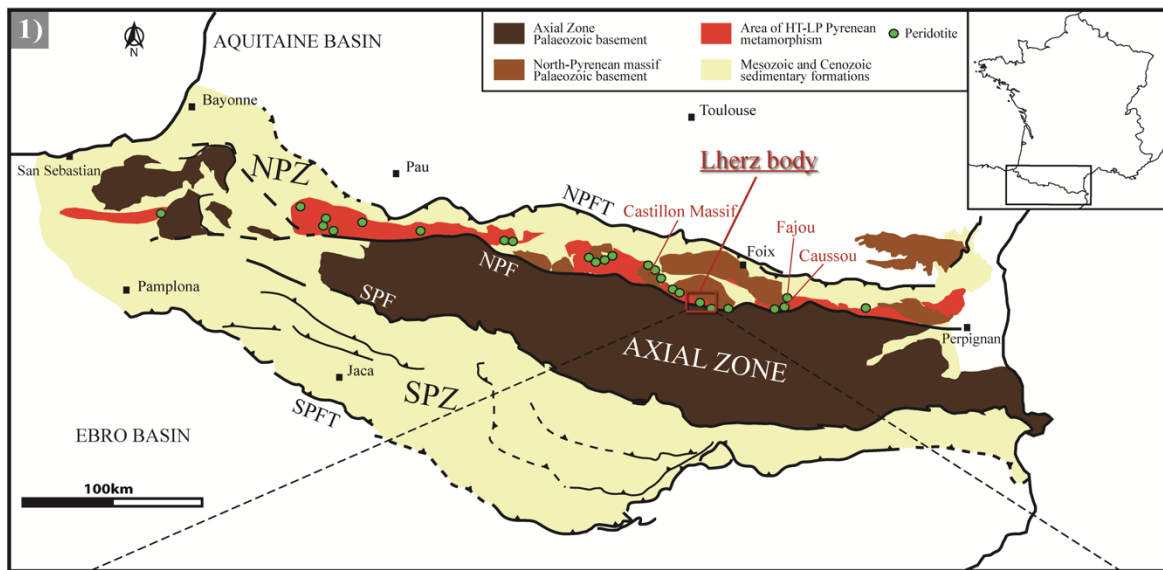 1)
N
AQUITAINE BASIN
Axial Zone
Palaeozoic basement
Area of HT-LP Pyrenean
metamorphism
Peridotite
North-Pyrenean massif
Palaeozoic basement
Mesozoic and Cenozoic
sedimentary formations
Bayonne
Toulouse
San Sebastian
NPZ
Pau
Lherz body
NPFT
Castillon Massif
Fajou
Foix
Caussou
NPF
Pamplona
SPF
Perpignan
AXIAL ZONE
Jaca
SPZ
SPFT
EBRO BASIN
100km